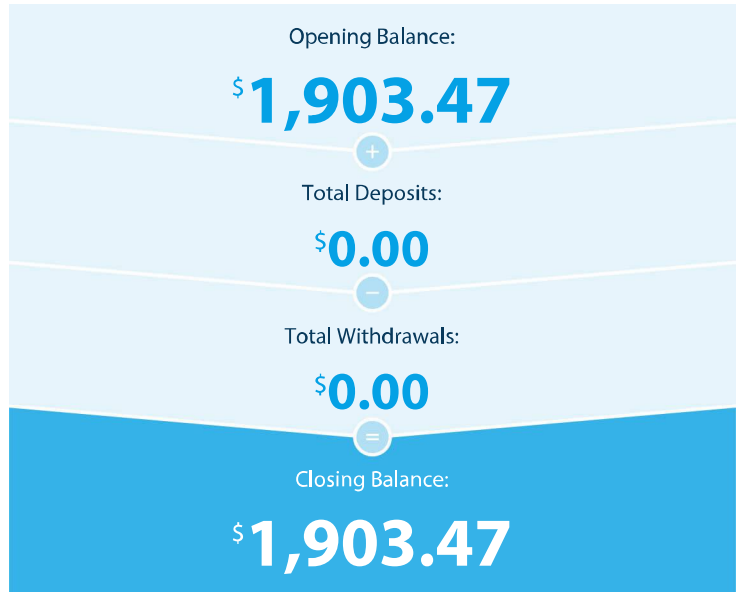 Opening Balance:
$1,903.47
+
Total Deposits:
$0.00
−
Total Withdrawals:
$0.00
=
Closing Balance:
$1,903.47